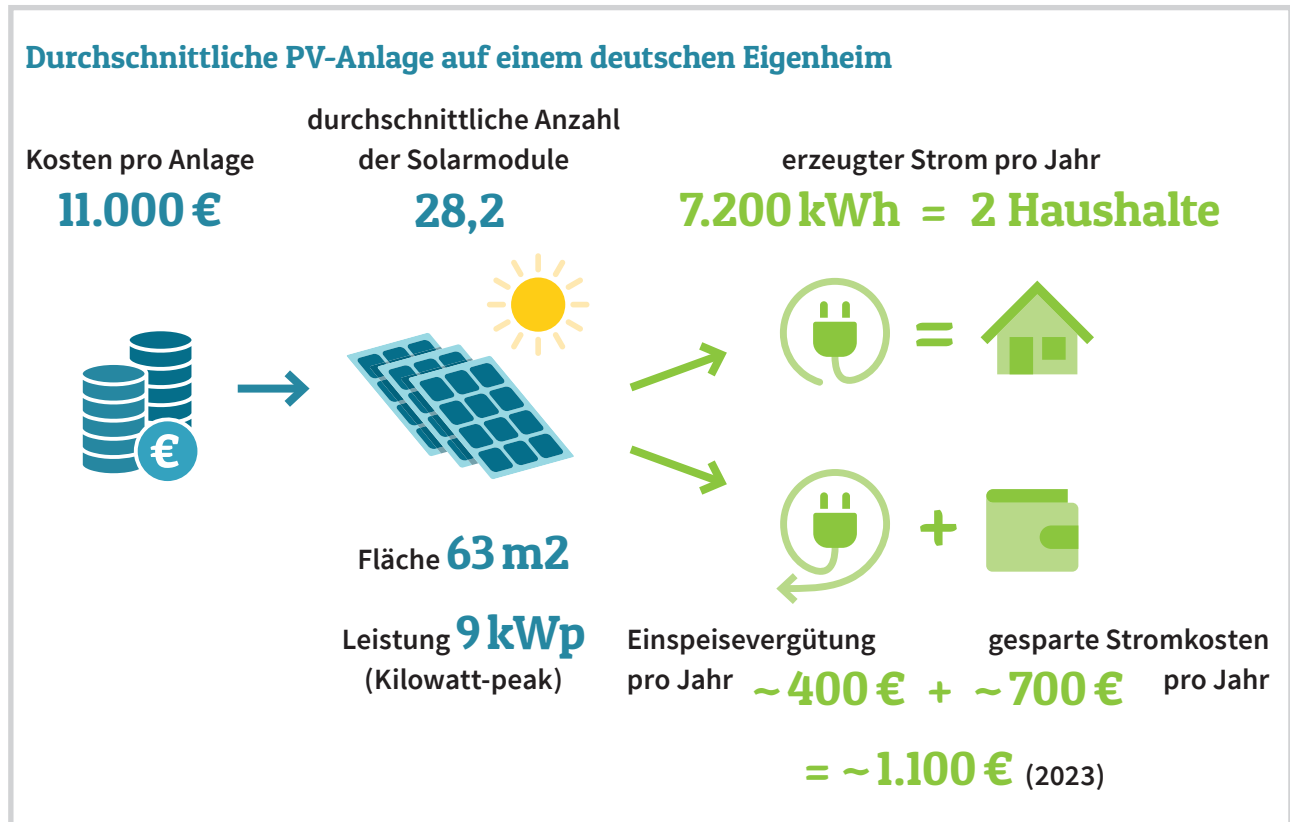 Durchschnittliche PV-Anlage auf einem deutschen Eigenheim
Kosten pro Anlage
11.000 €
durchschnittliche Anzahl
der Solarmodule
28,2
erzeugter Strom pro Jahr
7.200 kWh = 2 Haushalte
€
=
+
Fläche 63 m2
Leistung 9 kWp
(Kilowatt-peak)
Einspeisevergütung
pro Jahr
gesparte Stromkosten
pro Jahr
~400 € + ~700 €
= ~1.100 € (2023)